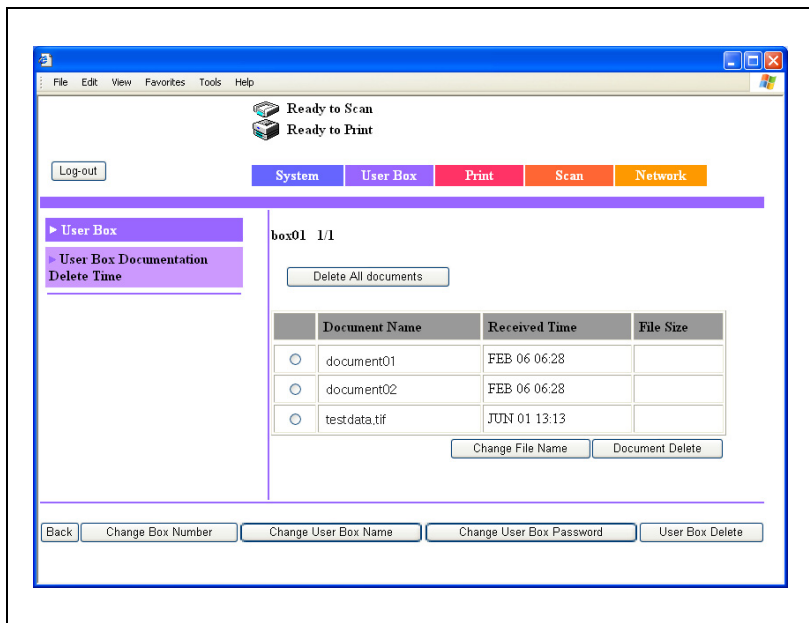 File Edit View Favorites Tools Help
Ready to Scan
Ready to Print
Log-out
System User Box Print Scan Network
User Box
User Box Documentation
Delete Time
box01 1/1
Delete All documents
Document Name Received Time File Size
document01 FEB 06 06:28
document02 FEB 06 06:28
testdata,tif JUN 01 13:13
Change File Name Document Delete
Back Change Box Number Change User Box Name Change User Box Password User Box Delete